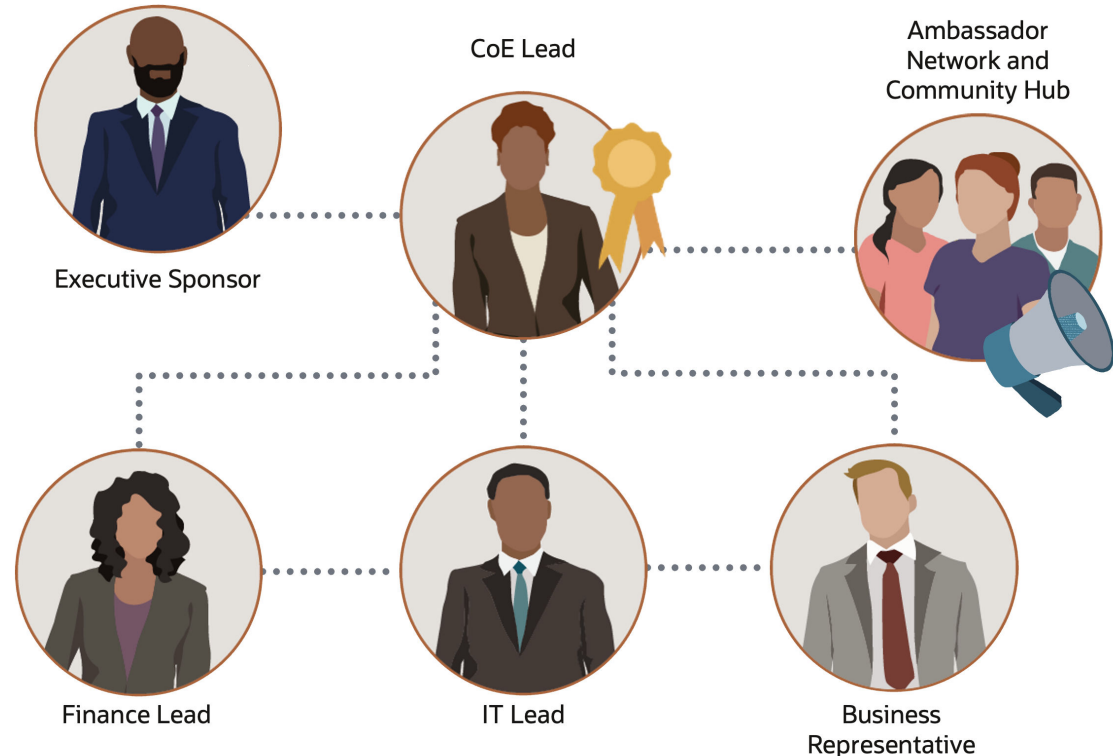 CoE Lead
Ambassador
Network and
Community Hub
Executive Sponsor
Finance Lead
IT Lead
Business
Representative